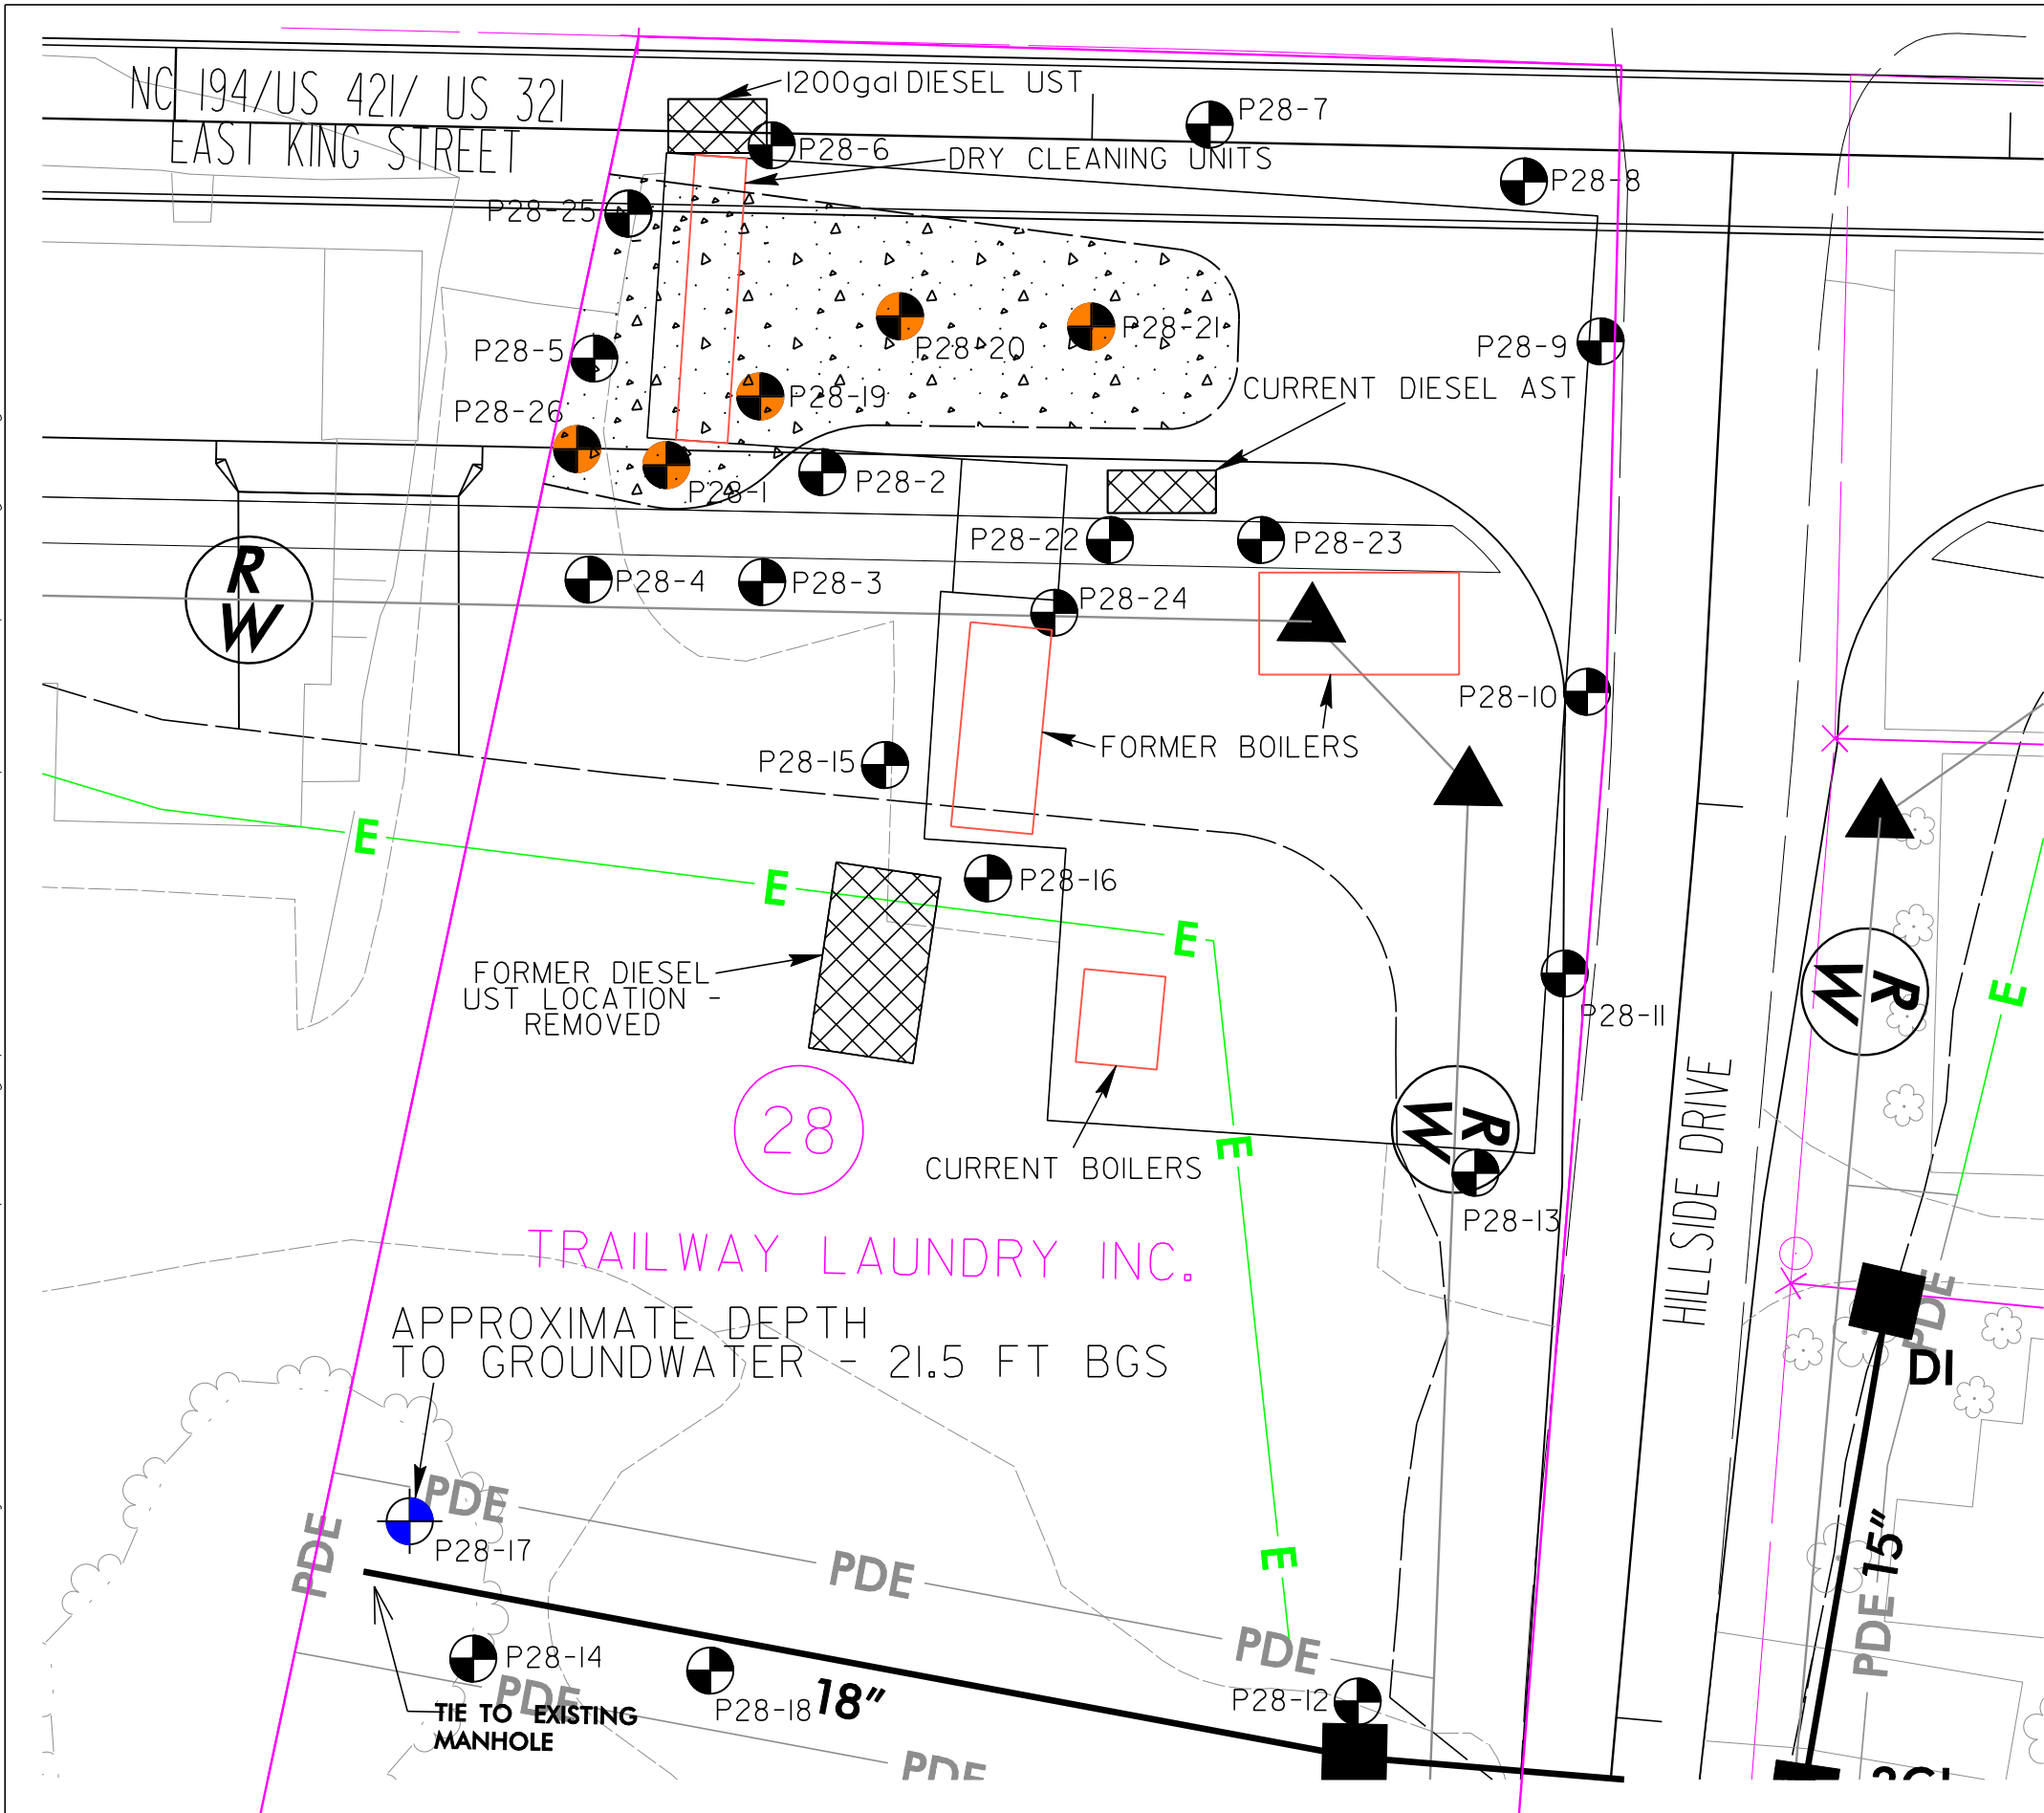 NC 194/US 421/ US 321
EAST KING STREET
1200gal DIESEL UST
P28-7
P28-6
DRY CLEANING UNITS
P28-8
P28-25
P28-20
P28-21
P28-5
P28-9
P28-19
CURRENT DIESEL AST
P28-26
P28-1
P28-2
P28-22
P28-23
R
W
P28-4
P28-3
P28-24
P28-10
FORMER BOILERS
P28-15
E
E
P28-16
E
FORMER DIESEL
UST LOCATION -
REMOVED
P28-11
R
W
E
28
R
W
E
CURRENT BOILERS
P28-13
HILLSIDE DRIVE
TRAILWAY LAUNDRY INC.
APPROXIMATE DEPTH
TO GROUNDWATER - 21.5 FT BGS
PDE
DI
PDE
P28-17
PDE
PDE
E
15"
PDE
PDE
P28-14
PDE
P28-18
18"
P28-12
TIE TO EXISTING
MANHOLE
PDE